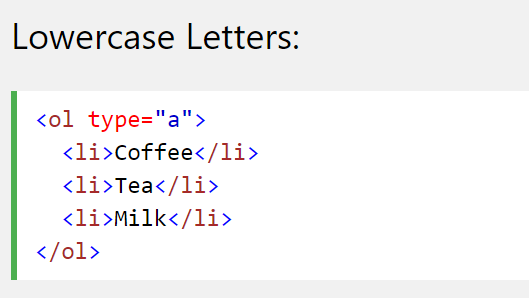 Lowercase Letters:
<ol type="a">
  <li>Coffee</li>
  <li>Tea</li>
  <li>Milk</li>
</ol>